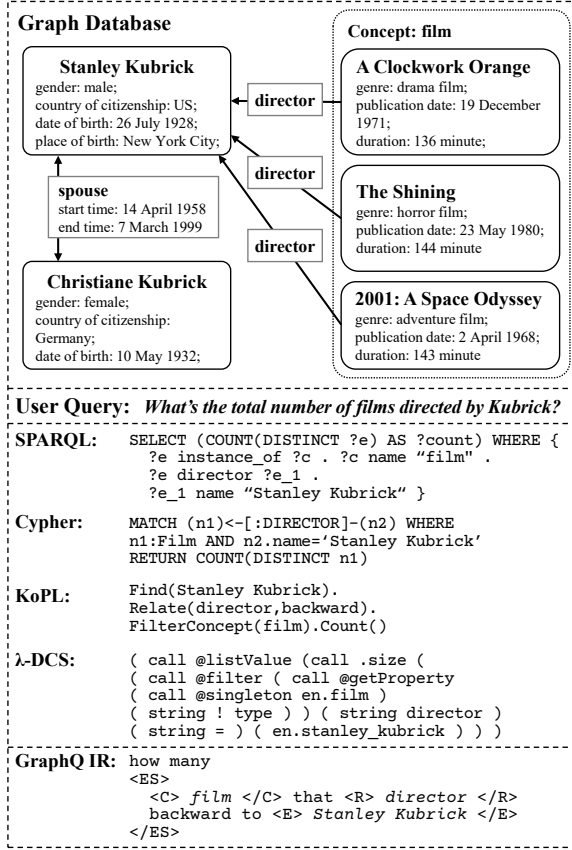 Graph Database
Concept: film
Stanley Kubrick
gender: male;
country of citizenship: US;
date of birth: 26 July 1928;
place of birth: New York City;
director
A Clockwork Orange
genre: drama film;
publication date: 19 December
1971;
duration: 136 minute;
spouse
start time: 14 April 1958
end time: 7 March 1999
director
The Shining
genre: horror film;
publication date: 23 May 1980;
duration: 144 minute
director
Christiane Kubrick
gender: female;
country of citizenship:
Germany;
date of birth: 10 May 1932;
2001: A Space Odyssey
genre: adventure film;
publication date: 2 April 1968;
duration: 143 minute
User Query: What's the total number of films directed by Kubrick?
SPARQL: SELECT (COUNT(DISTINCT ?e) AS ?count) WHERE {
?e instance_of ?c . ?c name “film" .
?e director ?e_1 .
?e_1 name “Stanley Kubrick“ }
Cypher: MATCH (n1)<-[:DIRECTOR]-(n2) WHERE
n1:Film AND n2.name=‘Stanley Kubrick’
RETURN COUNT(DISTINCT n1)
KoPL: Find(Stanley Kubrick).
Relate(director,backward).
FilterConcept(film).Count()
λ-DCS: ( call @listValue (call .size (
( call @filter ( call @getProperty
( call @singleton en.film )
( string ! type ) ) ( string director )
( string = ) ( en.stanley_kubrick ) ) )
GraphQ IR: how many
<ES>
<C> film </C> that <R> director </R>
backward to <E> Stanley Kubrick </E>
</ES>